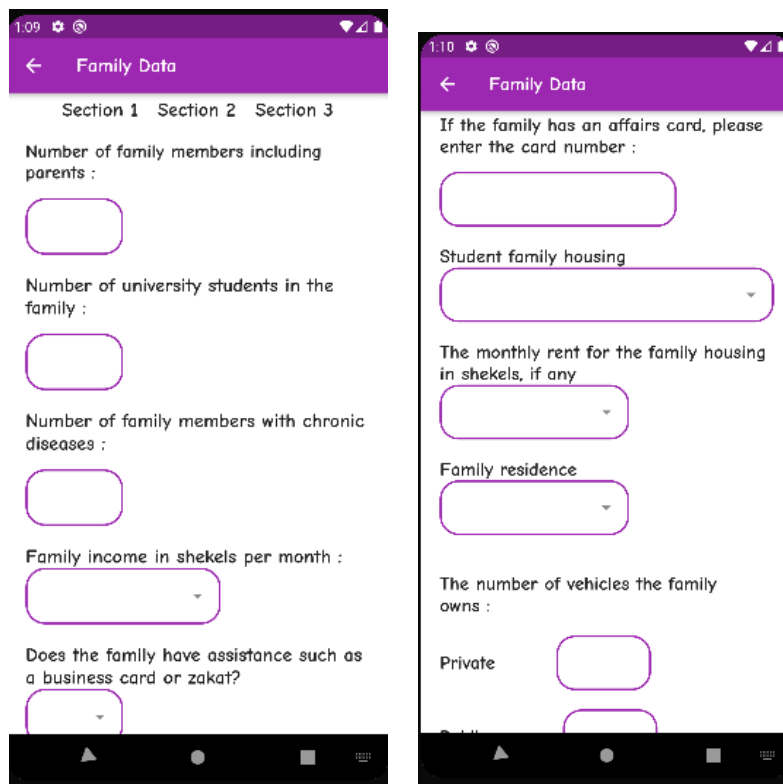 1:09
Family Data
Section 1 Section 2 Section 3
Number of family members including
parents :
Number of university students in the
family :
Number of family members with chronic
diseases :
Family income in shekels per month :
Does the family have assistance such as
a business card or zakat?
1:10
Family Data
If the family has an affairs card, please
enter the card number :
Student family housing
The monthly rent for the family housing
in shekels, if any
Family residence
The number of vehicles the family
owns :
Private